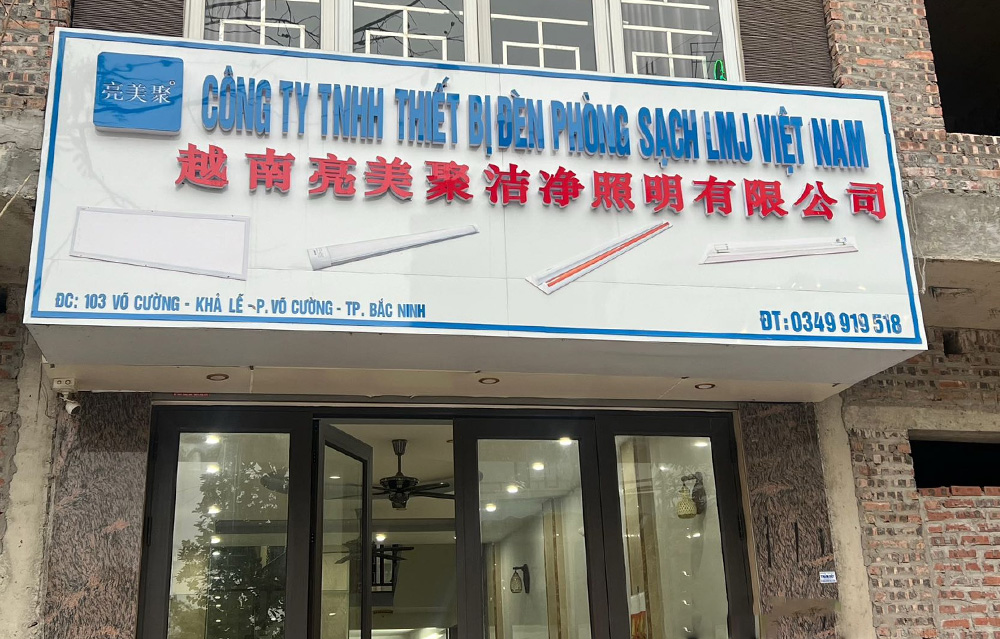 亮美聚
CÔNG TY TNHH THIẾT BỊ ĐÈN PHÒNG SẠCH LMJ VIỆT NAM
越南亮美聚洁净照明有限公司
ĐC: 103 VÕ CƯỜNG - KHẢ LỄ -P. VÕ CƯỜNG - TP. BẮC NINH
ĐT: 0349 919 518